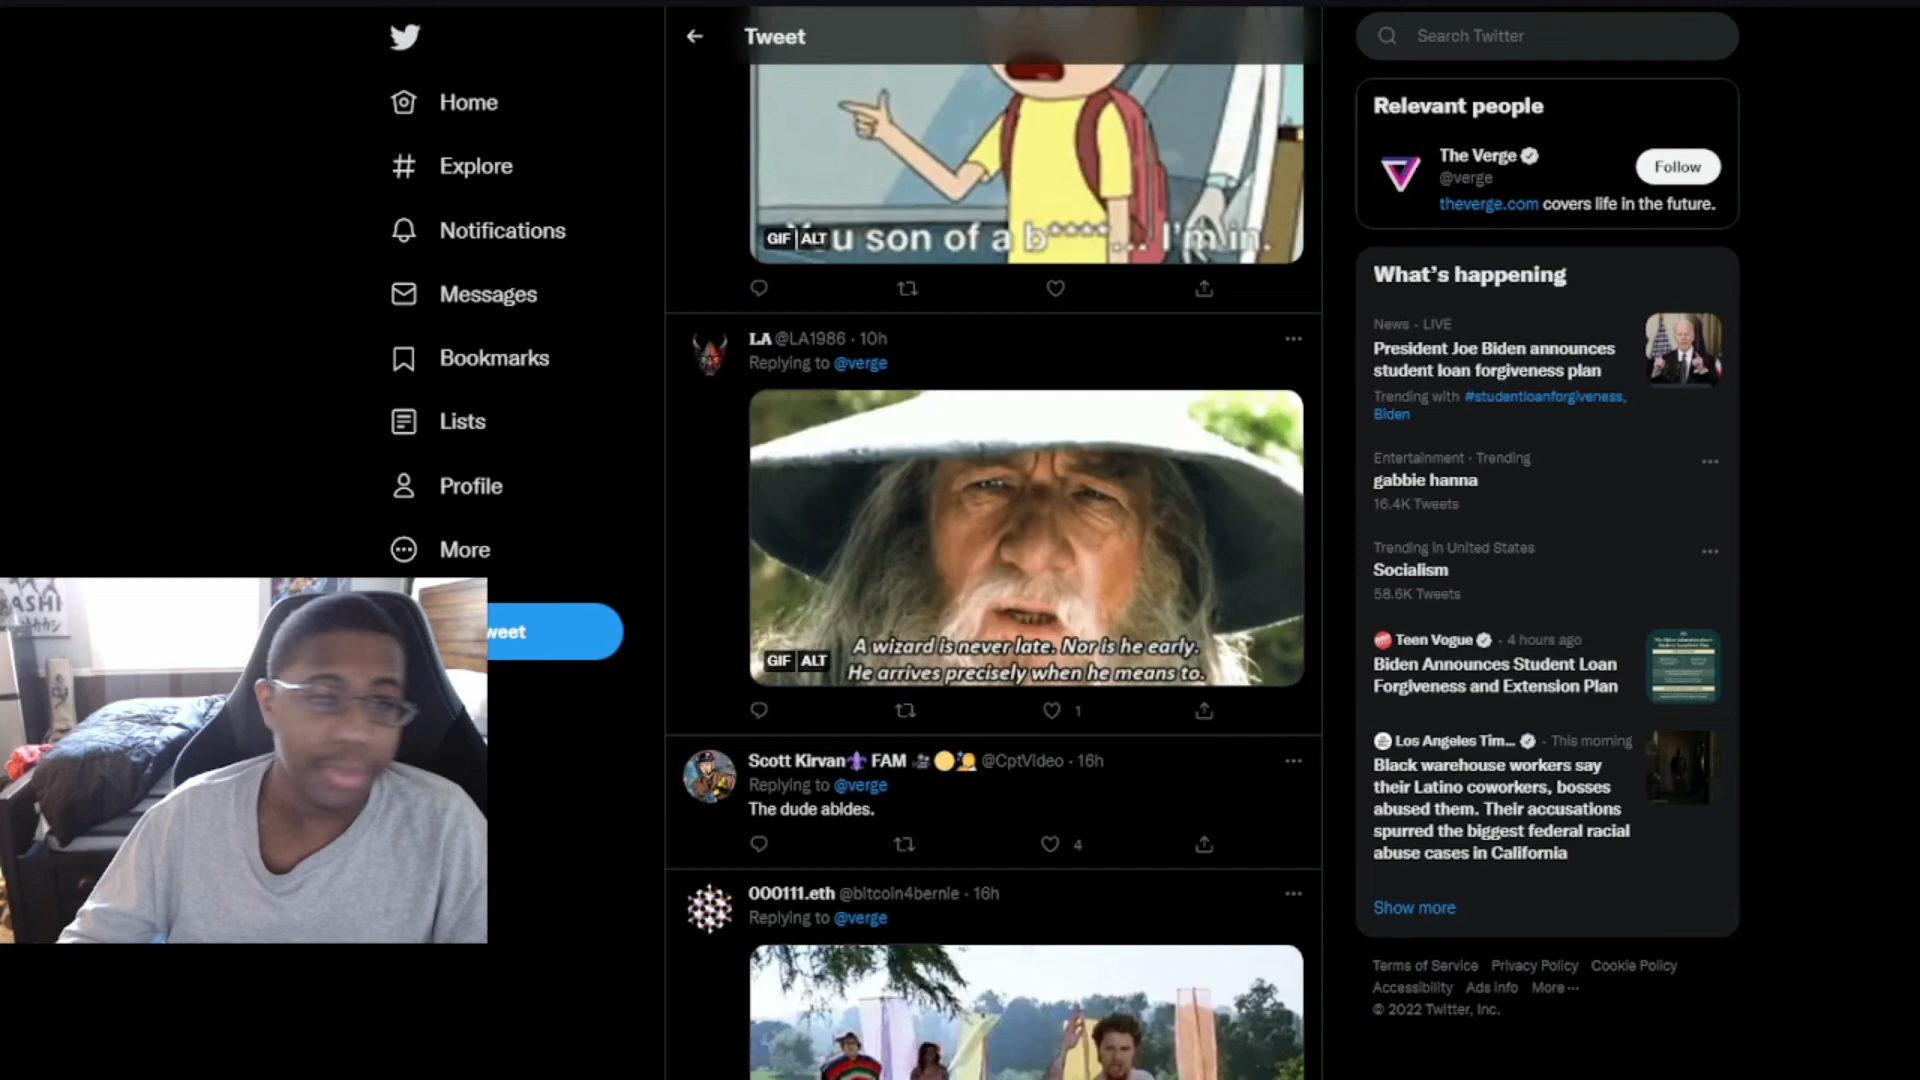 Tweet
Search Twitter
Home
Explore
Notifications
Messages
Bookmarks
Lists
Profile
More
weet
u son of a b****... I'm in.
GIF ALT
LA @LA1986 · 10h
Replying to @verge
A wizard is never late. Nor is he early.
He arrives precisely when he means to.
GIF ALT
1
Scott Kirvan FAM @CptVideo · 16h
Replying to @verge
The dude abides.
4
000111.eth @bitcoin4bernie · 16h
Replying to @verge
Relevant people
The Verge
@verge
Follow
theverge.com covers life in the future.
What's happening
News · LIVE
President Joe Biden announces
student loan forgiveness plan
Trending with #studentloanforgiveness,
Biden
Entertainment · Trending
gabbie hanna
16.4K Tweets
Trending in United States
Socialism
58.6K Tweets
Teen Vogue · 4 hours ago
Biden Announces Student Loan
Forgiveness and Extension Plan
Los Angeles Tim... · This morning
Black warehouse workers say
their Latino coworkers, bosses
abused them. Their accusations
spurred the biggest federal racial
abuse cases in California
Show more
Terms of Service Privacy Policy Cookie Policy
Accessibility Ads info More ···
© 2022 Twitter, Inc.
ASHI